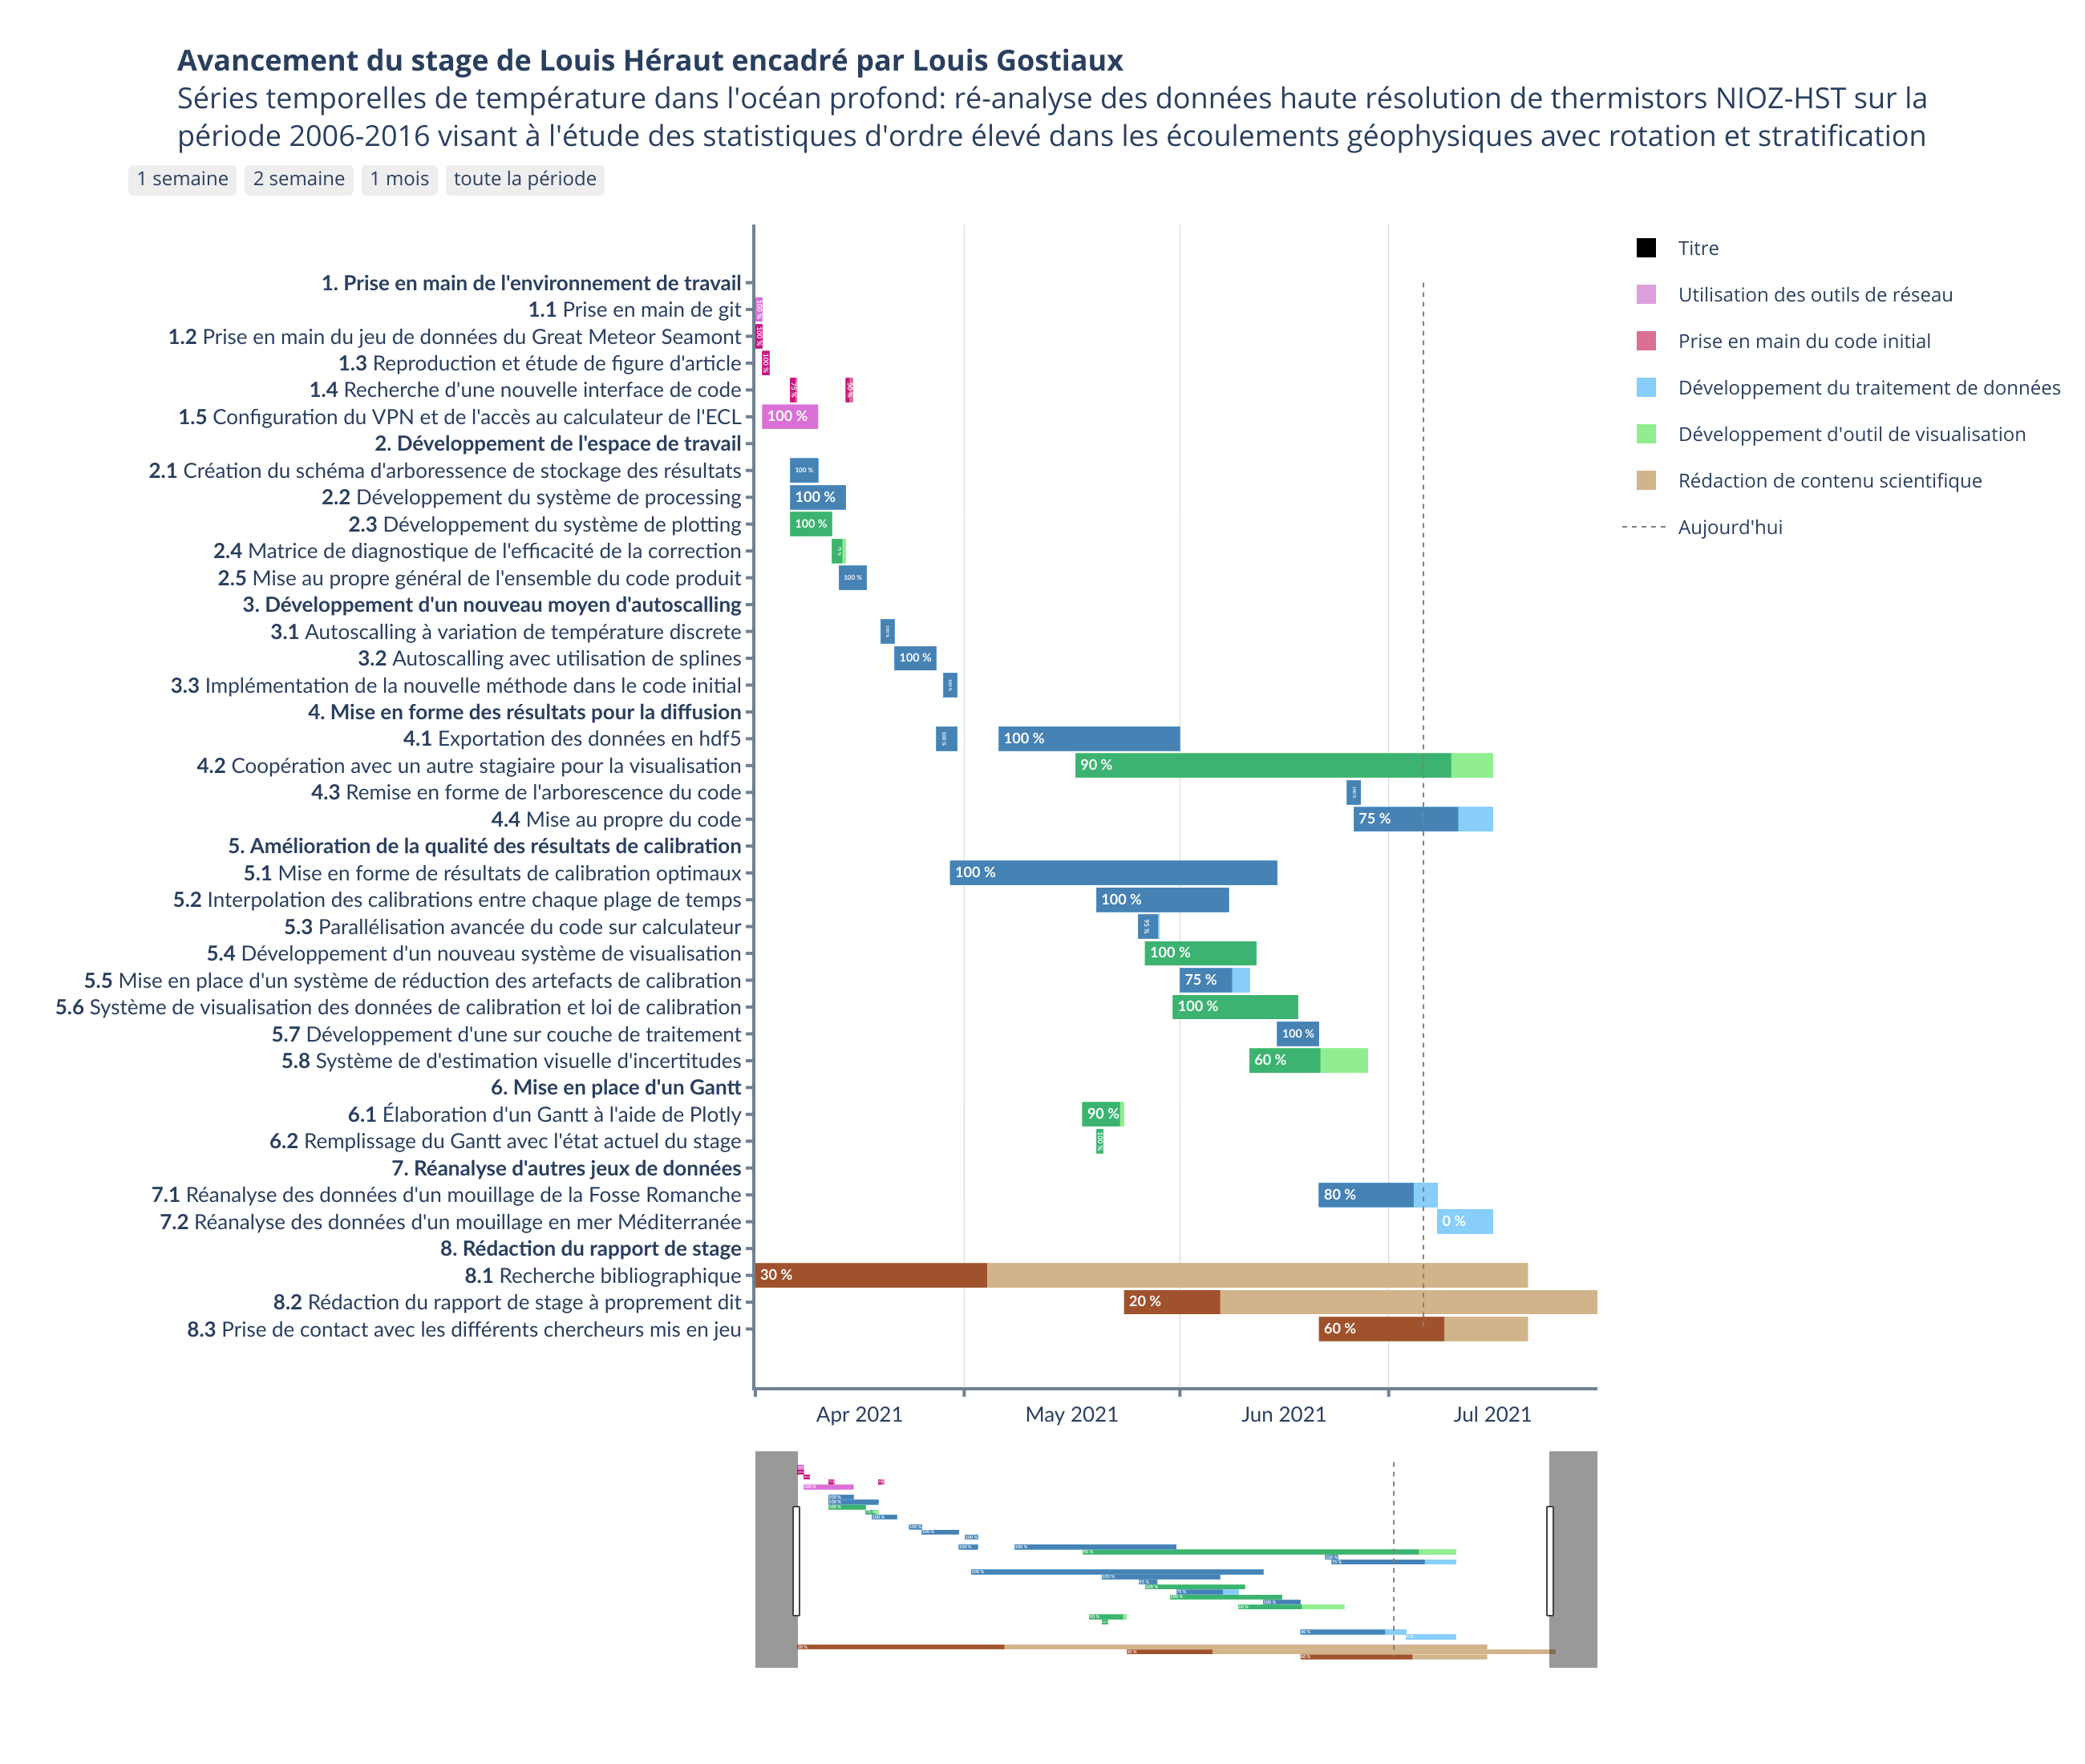 Avancement du stage de Louis Héraut encadré par Louis Gostiaux
Séries temporelles de température dans l'océan profond: ré-analyse des données haute résolution de thermistors NIOZ-HST sur la
période 2006-2016 visant à l'étude des statistiques d'ordre élevé dans les écoulements géophysiques avec rotation et stratification
1 semaine 2 semaine 1 mois toute la période
Titre
Utilisation des outils de réseau
Prise en main du code initial
Développement du traitement de données
Développement d'outil de visualisation
Rédaction de contenu scientifique
Aujourd'hui
1. Prise en main de l'environnement de travail
1.1 Prise en main de git 100 %
1.2 Prise en main du jeu de données du Great Meteor Seamont 100 %
1.3 Reproduction et étude de figure d'article 100 %
1.4 Recherche d'une nouvelle interface de code 75 %
1.5 Configuration du VPN et de l'accès au calculateur de l'ECL 100 %
2. Développement de l'espace de travail
2.1 Création du schéma d'arboressence de stockage des résultats 100 %
2.2 Développement du système de processing 100 %
2.3 Développement du système de plotting 100 %
2.4 Matrice de diagnostique de l'efficacité de la correction
2.5 Mise au propre général de l'ensemble du code produit 100 %
3. Développement d'un nouveau moyen d'autoscalling
3.1 Autoscalling à variation de température discrete 100 %
3.2 Autoscalling avec utilisation de splines 100 %
3.3 Implémentation de la nouvelle méthode dans le code initial 100 %
4. Mise en forme des résultats pour la diffusion
4.1 Exportation des données en hdf5 100 % 100 %
4.2 Coopération avec un autre stagiaire pour la visualisation 90 %
4.3 Remise en forme de l'arborescence du code 100 %
4.4 Mise au propre du code 75 %
5. Amélioration de la qualité des résultats de calibration
5.1 Mise en forme de résultats de calibration optimaux 100 %
5.2 Interpolation des calibrations entre chaque plage de temps 100 %
5.3 Parallélisation avancée du code sur calculateur 95 %
5.4 Développement d'un nouveau système de visualisation 100 %
5.5 Mise en place d'un système de réduction des artefacts de calibration 75 %
5.6 Système de visualisation des données de calibration et loi de calibration 100 %
5.7 Développement d'une sur couche de traitement 100 %
5.8 Système de d'estimation visuelle d'incertitudes 60 %
6. Mise en place d'un Gantt
6.1 Élaboration d'un Gantt à l'aide de Plotly 90 %
6.2 Remplissage du Gantt avec l'état actuel du stage 100 %
7. Réanalyse d'autres jeux de données
7.1 Réanalyse des données d'un mouillage de la Fosse Romanche 80 %
7.2 Réanalyse des données d'un mouillage en mer Méditerranée 0 %
8. Rédaction du rapport de stage
8.1 Recherche bibliographique 30 %
8.2 Rédaction du rapport de stage à proprement dit 20 %
8.3 Prise de contact avec les différents chercheurs mis en jeu 60 %
Apr 2021 May 2021 Jun 2021 Jul 2021